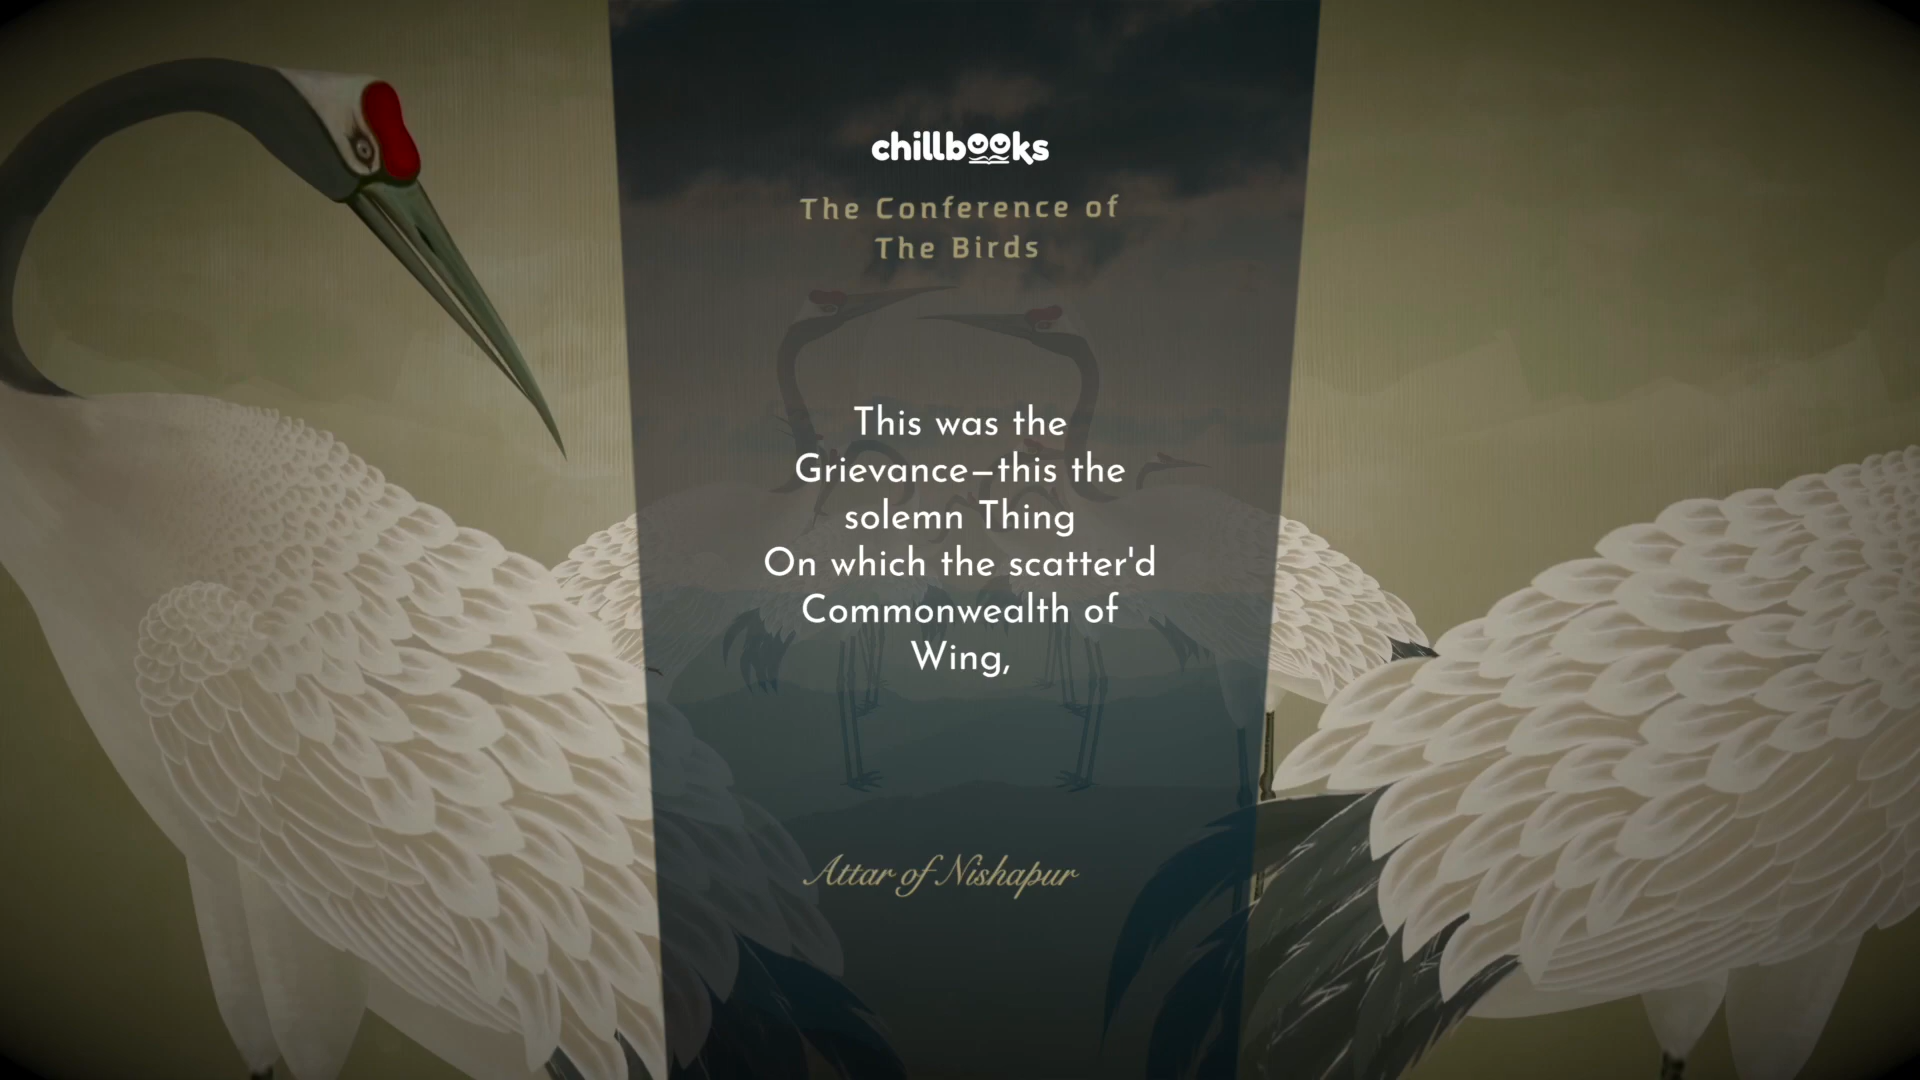 chillbooks
The Conference of
The Birds
This was the
Grievance—this the
solemn Thing
On which the scatter'd
Commonwealth of
Wing,
Attar of Nishapur